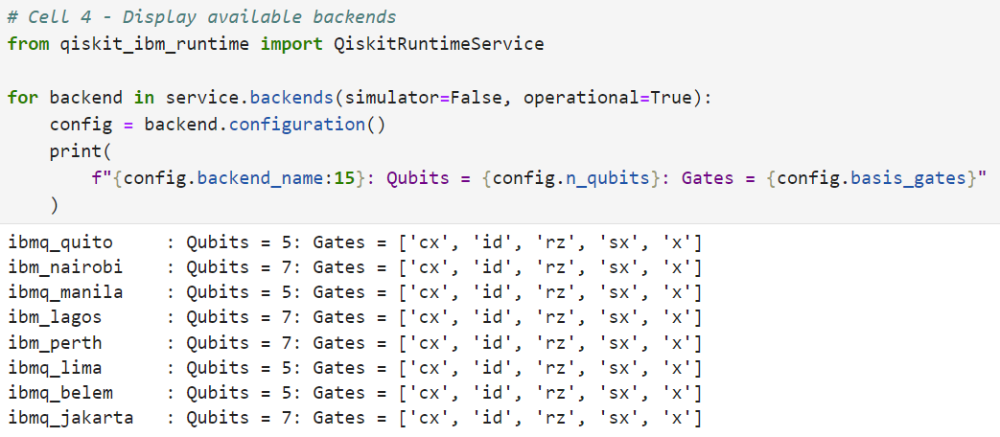 # Cell 4 - Display available backends
from qiskit_ibm_runtime import QiskitRuntimeService

for backend in service.backends(simulator=False, operational=True):
    config = backend.configuration()
    print(
        f"{config.backend_name:15}: Qubits = {config.n_qubits}: Gates = {config.basis_gates}"
    )
ibmq_quito     : Qubits = 5: Gates = ['cx', 'id', 'rz', 'sx', 'x']
ibm_nairobi    : Qubits = 7: Gates = ['cx', 'id', 'rz', 'sx', 'x']
ibmq_manila    : Qubits = 5: Gates = ['cx', 'id', 'rz', 'sx', 'x']
ibm_lagos      : Qubits = 7: Gates = ['cx', 'id', 'rz', 'sx', 'x']
ibm_perth      : Qubits = 7: Gates = ['cx', 'id', 'rz', 'sx', 'x']
ibmq_lima      : Qubits = 5: Gates = ['cx', 'id', 'rz', 'sx', 'x']
ibmq_belem     : Qubits = 5: Gates = ['cx', 'id', 'rz', 'sx', 'x']
ibmq_jakarta   : Qubits = 7: Gates = ['cx', 'id', 'rz', 'sx', 'x']